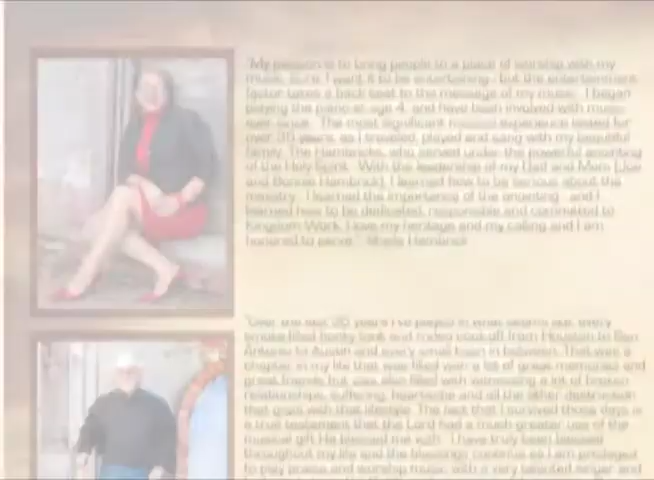 "My passion is to bring people to a place of worship with my
music. Sure, I want it to be entertaining, but the entertainment
factor takes a back seat to the message of my music. I began
playing the piano at age 4, and have been involved with music
ever since. The most significant musical experience lasted for
over 30 years, as I traveled, played and sang with my beautiful
family, The Hambricks, who served under the powerful anointing
of the Holy Spirit. With the leadership of my Dad and Mom (Joe
and Bonnie Hambrick), I learned how to be serious about the
ministry. I learned the importance of the anointing and I
learned how to be dedicated, responsible and committed to
Kingdom Work. I love my heritage and my calling and I am
honored to serve." Hambrick
"Over the last 30 years I've played in what seems like every
smoke filled honky tonk and rodeo cook-off from Houston to San
Antonio to Austin and every small town in between. That was a
chapter in my life that was filled with a lot of great memories and
great friends but was also filled with witnessing a lot of broken
relationships, suffering, heartache and all the other destruction
that goes with that lifestyle. The fact that I survived those days is
a true testament that the Lord had a much greater use of the
musical gift He blessed me with. I have truly been blessed
throughout my life and the blessings continue as I am privileged
to play praise and worship music with a very talented singer and